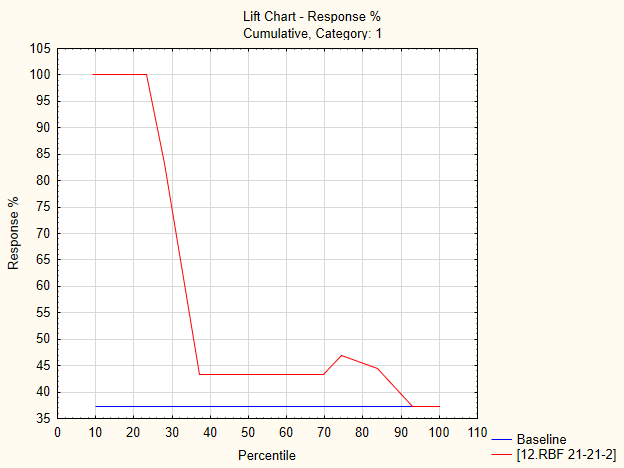 Lift Chart - Response %
Cumulative, Category: 1
105
100
95
90
85
80
75
70
65
60
55
50
45
40
35
Response %
0 10 20 30 40 50 60 70 80 90 100 110
Percentile
Baseline
[12.RBF 21-21-2]